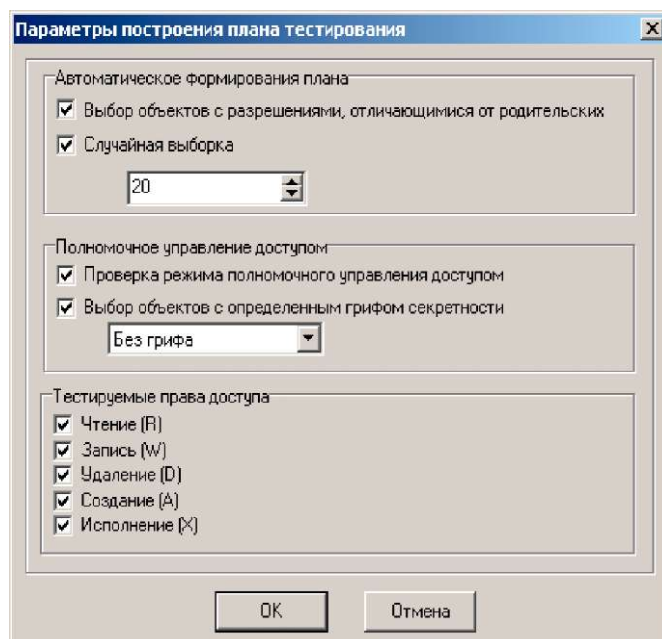 Параметры построения плана тестирования
Автоматическое формирования плана
Выбор объектов с разрешениями, отличающимися от родительских
Случайная выборка
20
Полномочное управление доступом
Проверка режима полномочного управления доступом
Выбор объектов с определенным грифом секретности
Без грифа
Тестируемые права доступа
Чтение (R)
Запись (W)
Удаление (D)
Создание (A)
Исполнение (X)
OK Отмена